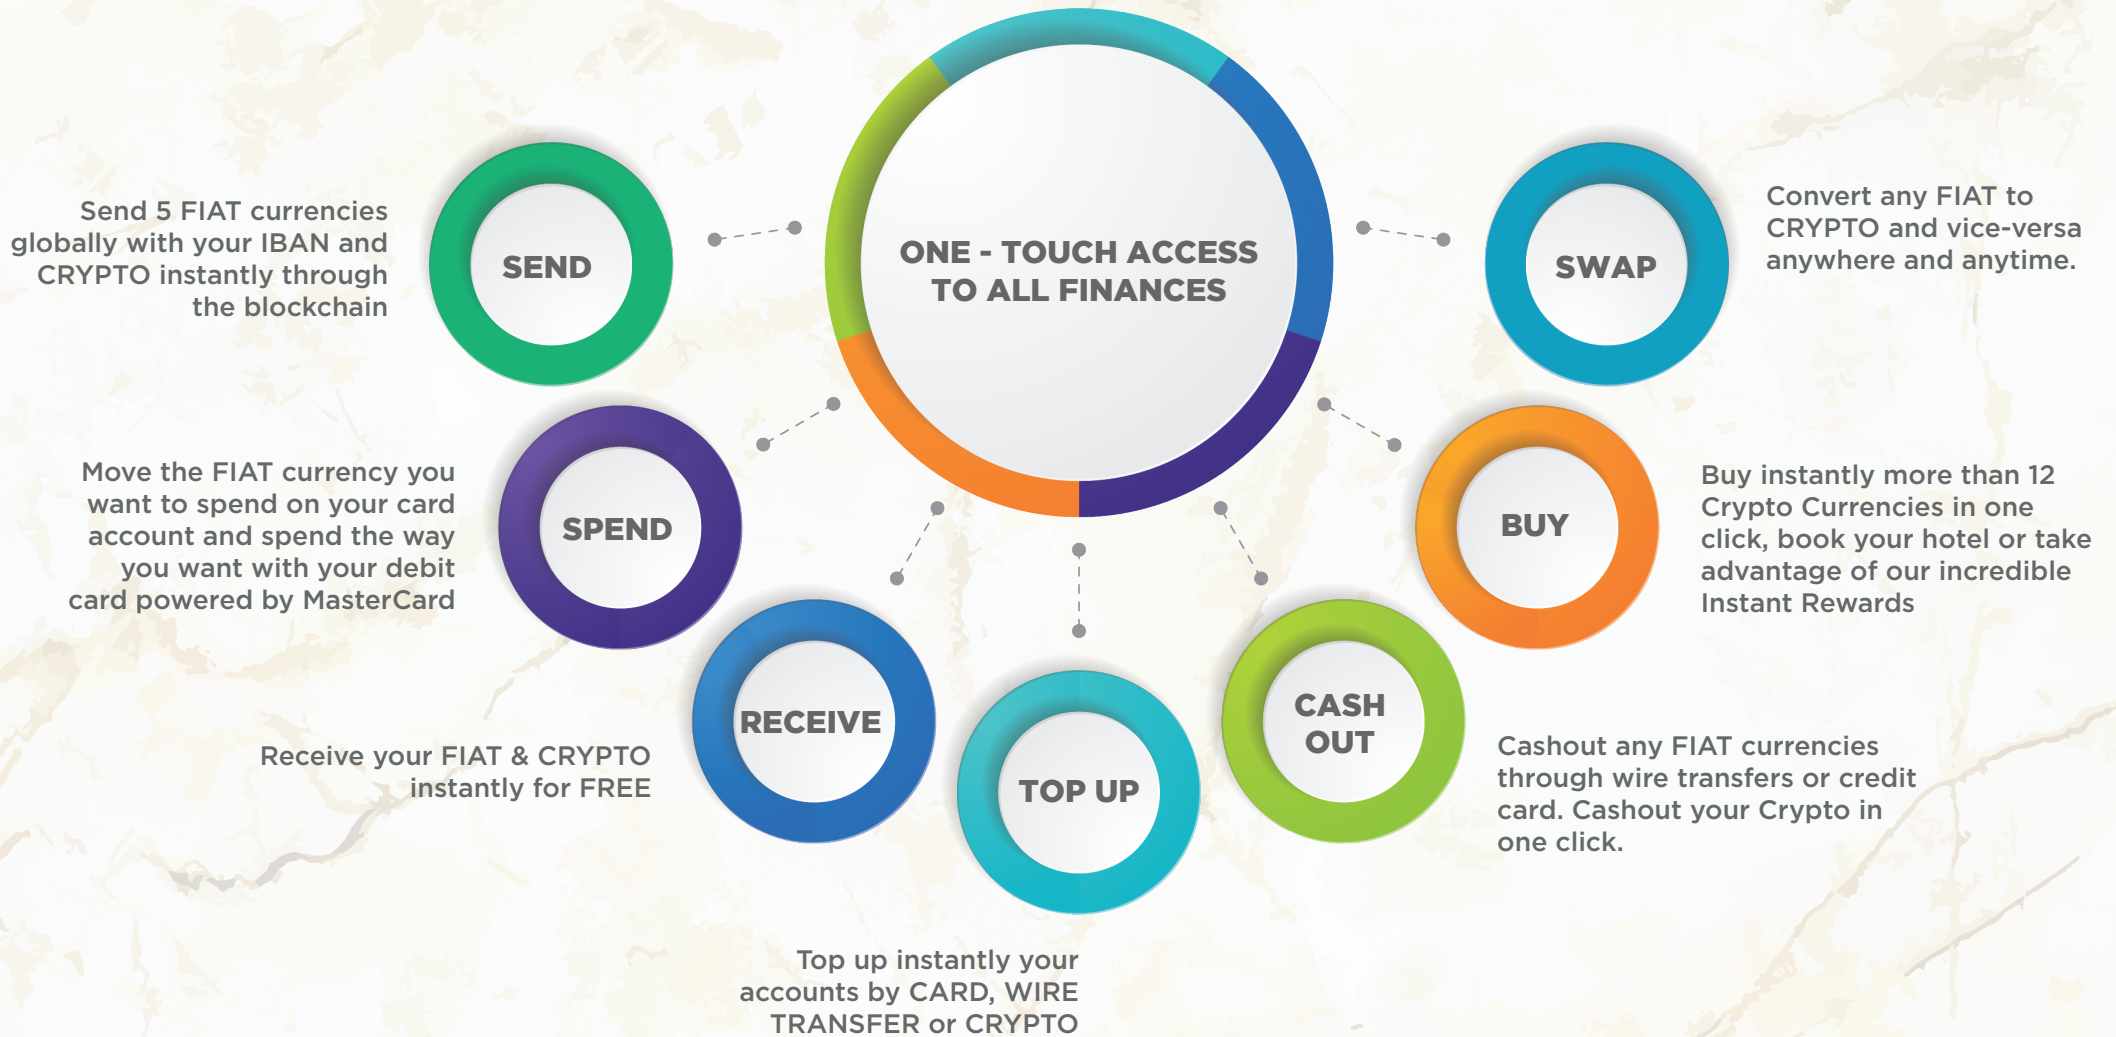 ONE - TOUCH ACCESS
TO ALL FINANCES
SEND
Send 5 FIAT currencies
globally with your IBAN and
CRYPTO instantly through
the blockchain
SPEND
Move the FIAT currency you
want to spend on your card
account and spend the way
you want with your debit
card powered by MasterCard
RECEIVE
Receive your FIAT & CRYPTO
instantly for FREE
TOP UP
Top up instantly your
accounts by CARD, WIRE
TRANSFER or CRYPTO
CASH
OUT
Cashout any FIAT currencies
through wire transfers or credit
card. Cashout your Crypto in
one click.
BUY
Buy instantly more than 12
Crypto Currencies in one
click, book your hotel or take
advantage of our incredible
Instant Rewards
SWAP
Convert any FIAT to
CRYPTO and vice-versa
anywhere and anytime.